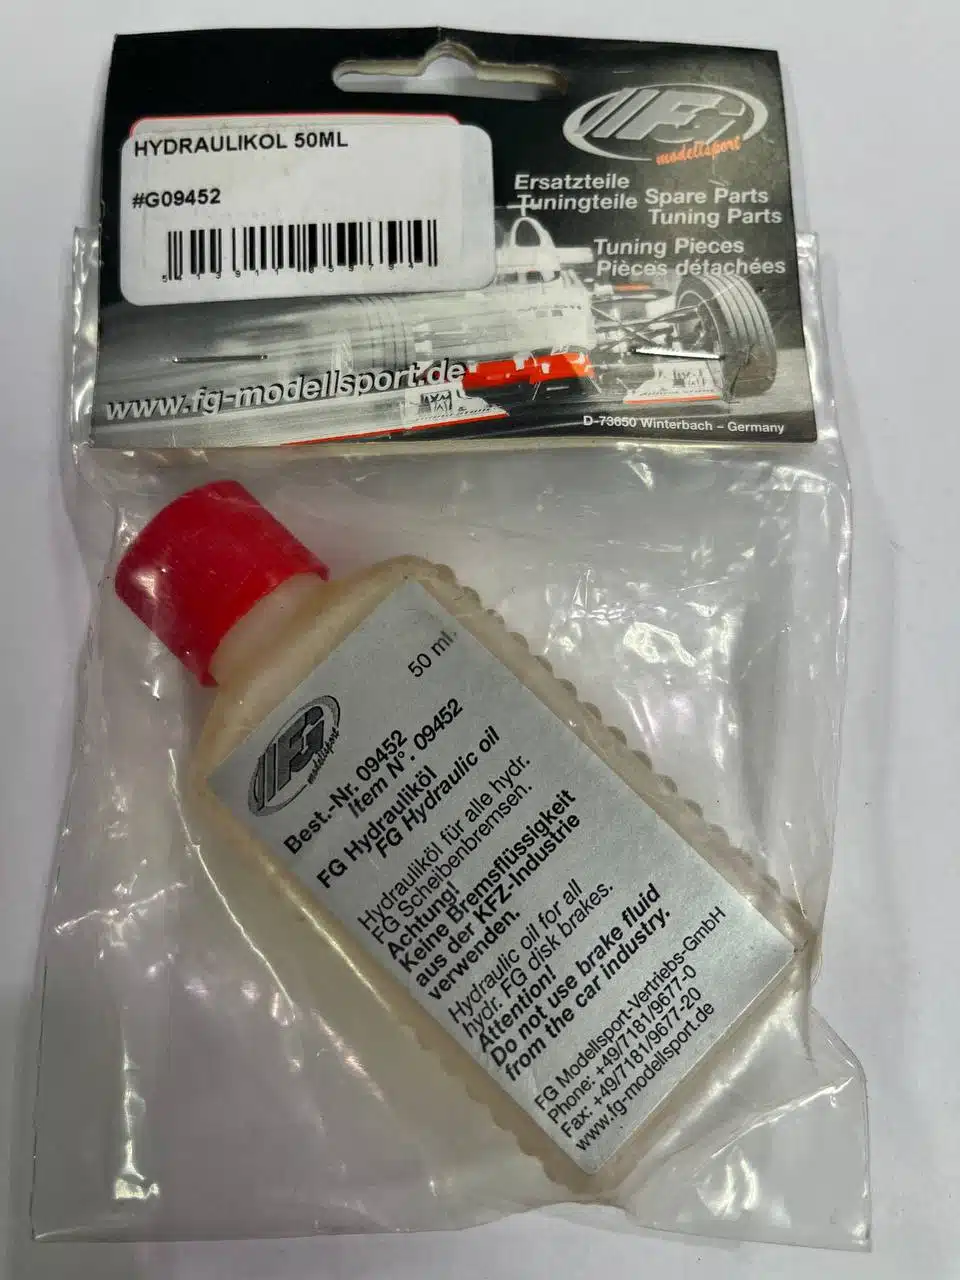 HYDRAULIKOL 50ML
#G09452
FG
modellsport
Ersatzteile
Tuningteile Spare Parts
Tuning Parts
Tuning Pieces
Pièces détachées
www.fg-modellsport.de
D-73650 Winterbach – Germany
50 ml.
FG
modellsport
Best.-Nr. 09452
Item N°. 09452
FG Hydrauliköl
FG Hydraulic oil
Hydrauliköl für alle hydr.
FG Scheibenbremsen.
Achtung!
Keine Bremsflüssigkeit
aus der KFZ-Industrie
verwenden.
Hydraulic oil for all
hydr. FG disk brakes.
Attention!
Do not use brake fluid
from the car industry.
FG Modellsport-Vertriebs-GmbH
Phone: +49/7181/9677-0
Fax: +49/7181/9677-20
www.fg-modellsport.de